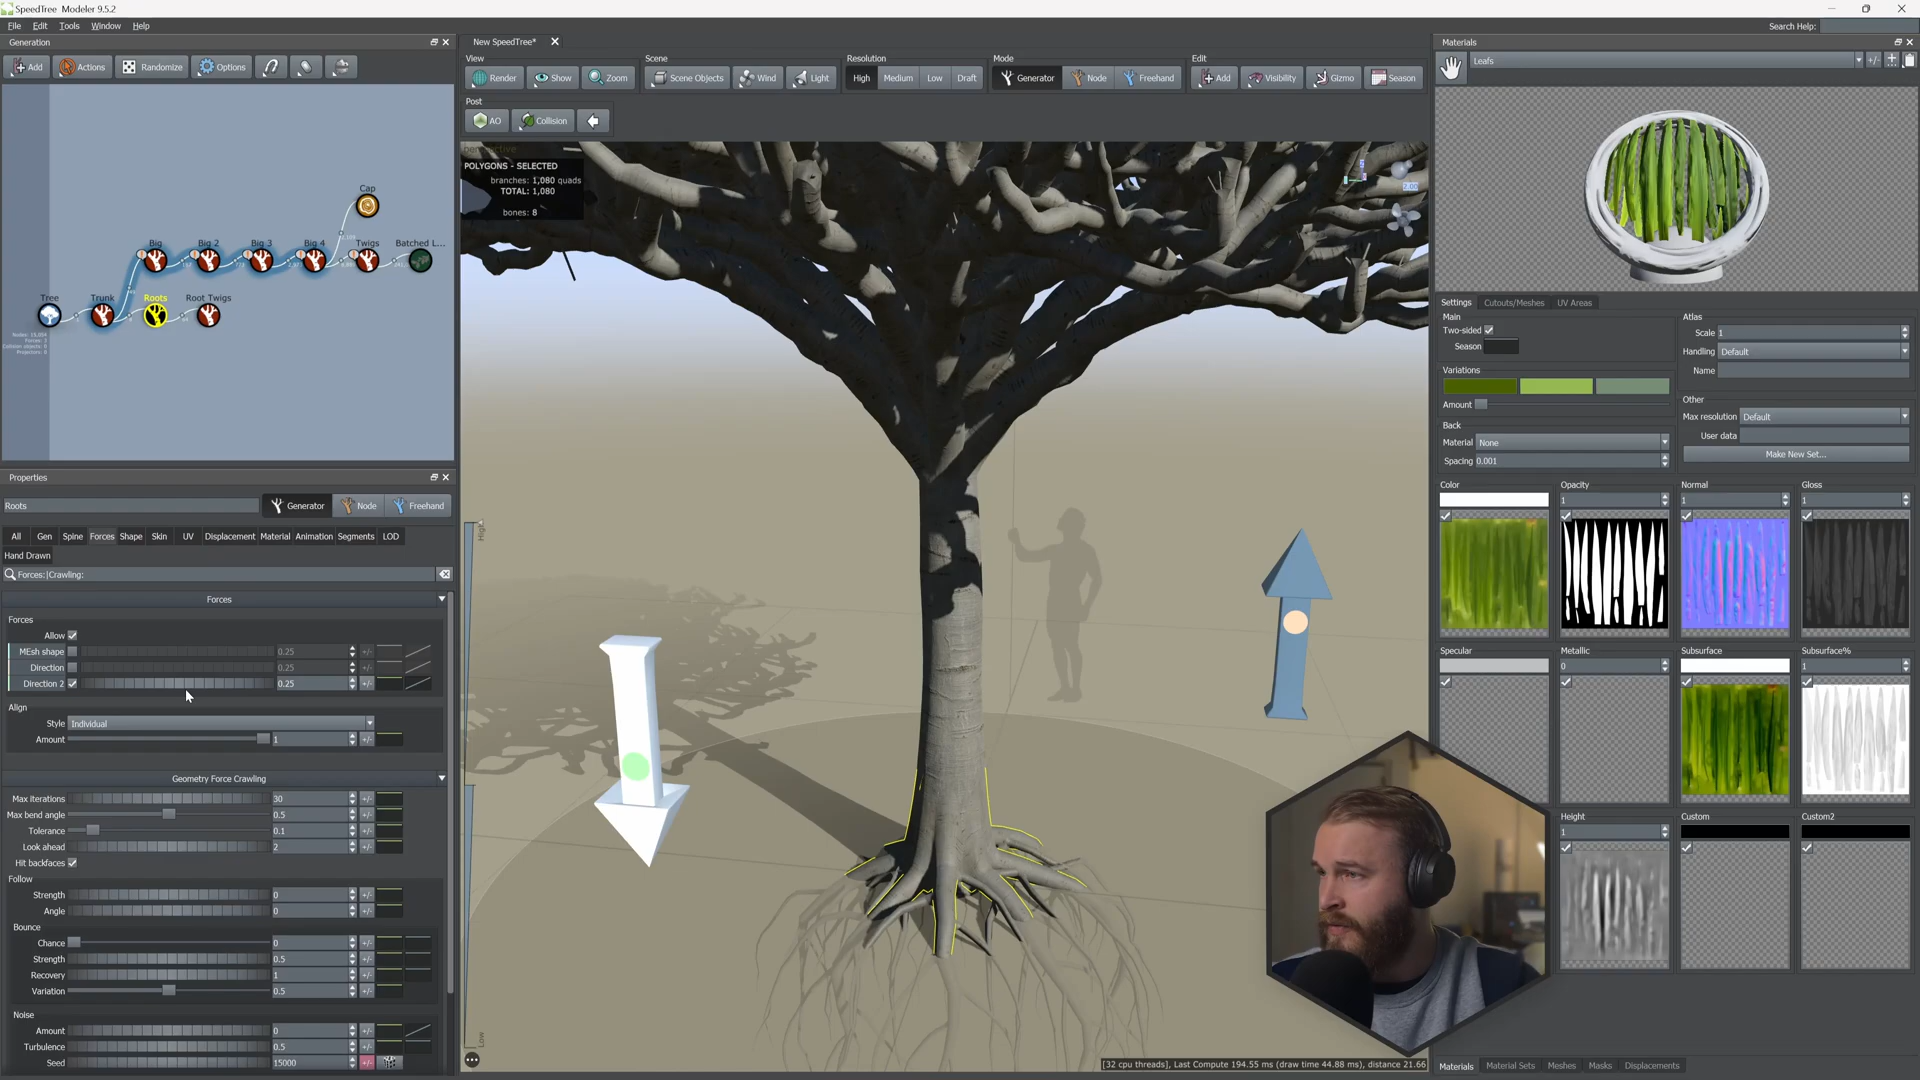 SpeedTree Modeler 9.5.2
File Edit Tools Window Help
Search Help:
Generation
Add Actions Randomize Options
Cap
Big Big 2 Big 3 Big 4 Twigs Batched L...
Tree Trunk Roots Root Twigs
New SpeedTree*
View Scene Resolution Mode Edit
Render Show Zoom Scene Objects Wind Light High Medium Low Draft Generator Node Freehand Add Visibility Gizmo Season
Post
AO Collision
perspective
POLYGONS - SELECTED
branches: 1,080 quads
TOTAL: 1,080
bones: 8
2.00
High
Low
[32 cpu threads], Last Compute 194.55 ms (draw time 44.88 ms), distance 21.66
Properties
Roots Generator Node Freehand
All Gen Spine Forces Shape Skin UV Displacement Material Animation Segments LOD
Hand Drawn
Forces:|Crawling:
Forces
Forces
Allow
MEsh shape 0.25 +/-
Direction 0.25 +/-
Direction 2 0.25 +/-
Align
Style Individual
Amount 1 +/-
Geometry Force Crawling
Max iterations 30 +/-
Max bend angle 0.5 +/-
Tolerance 0.1 +/-
Look ahead 2 +/-
Hit backfaces
Follow
Strength 0 +/-
Angle 0 +/-
Bounce
Chance 0 +/-
Strength 0.5 +/-
Recovery 1 +/-
Variation 0.5 +/-
Noise
Amount 0 +/-
Turbulence 0.5 +/-
Seed 15000 +/-
Materials
Leafs +/-
Settings Cutouts/Meshes UV Areas
Main
Two-sided
Season
Variations
Amount
Back
Material None
Spacing 0.001
Atlas
Scale 1
Handling Default
Name
Other
Max resolution Default
User data
Make New Set...
Color Opacity Normal Gloss
1 1 1
Specular Metallic Subsurface Subsurface%
0 1
Height Custom Custom2
1
Materials Material Sets Meshes Masks Displacements